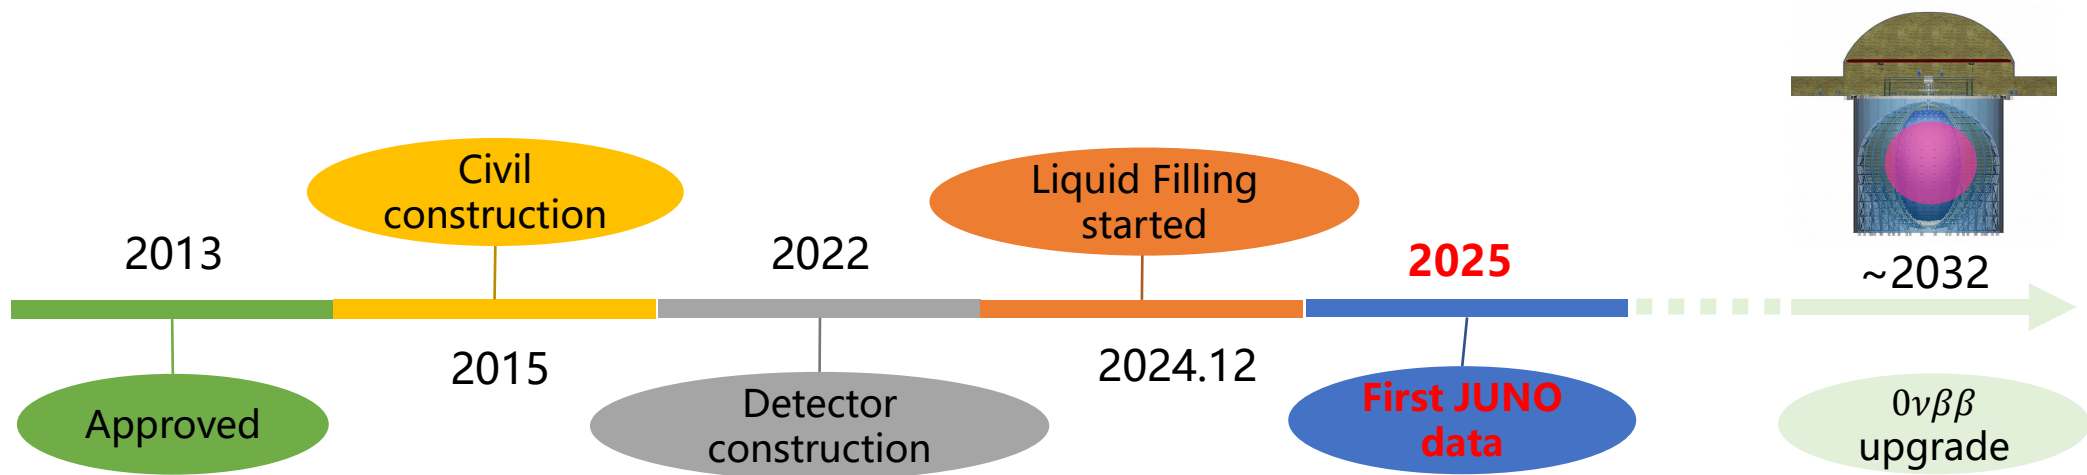 2013
Approved
Civil
construction
2015
2022
Detector
construction
Liquid Filling
started
2024.12
2025
First JUNO
data
~2032
0νββ
upgrade